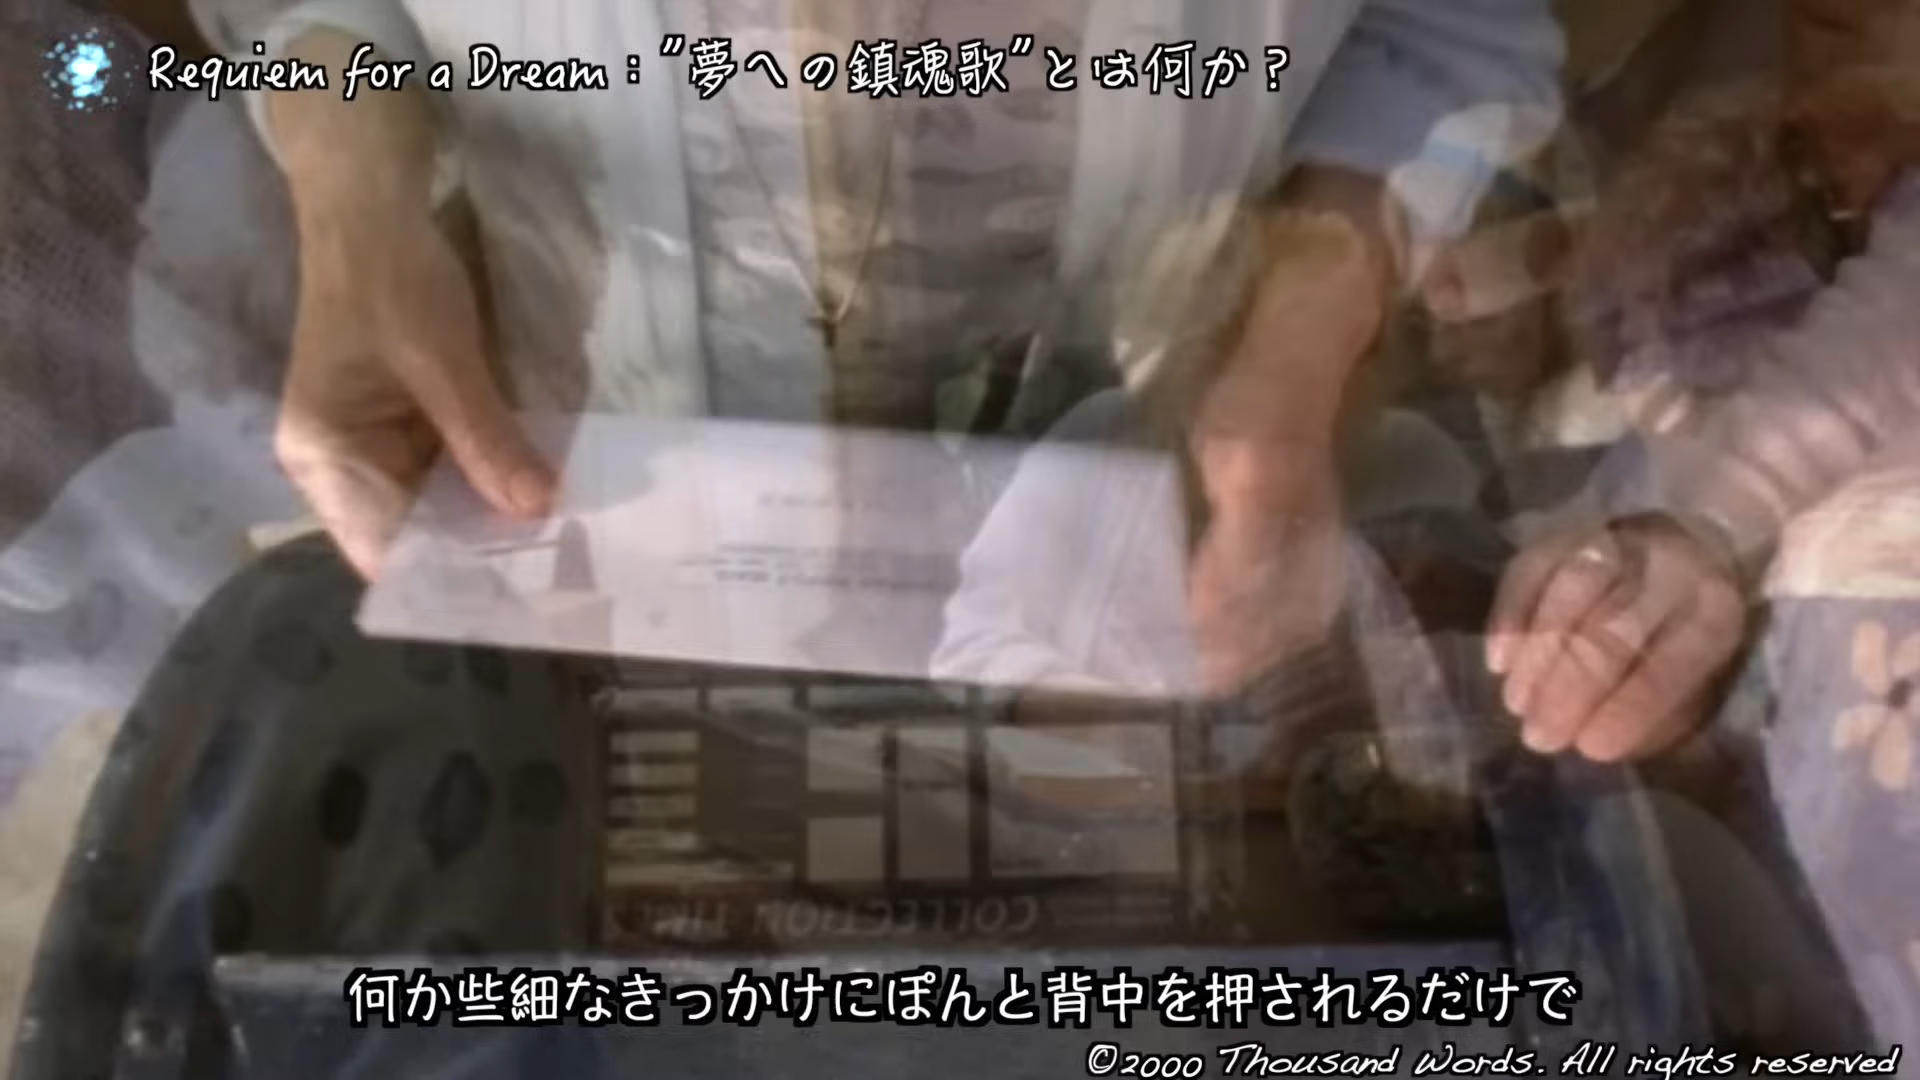 Requiem for a Dream：”夢への鎮魂歌”とは何か？
COLLECTION
何か些細なきっかけにぽんと背中を押されるだけで
©2000 Thousand Words. All rights reserved